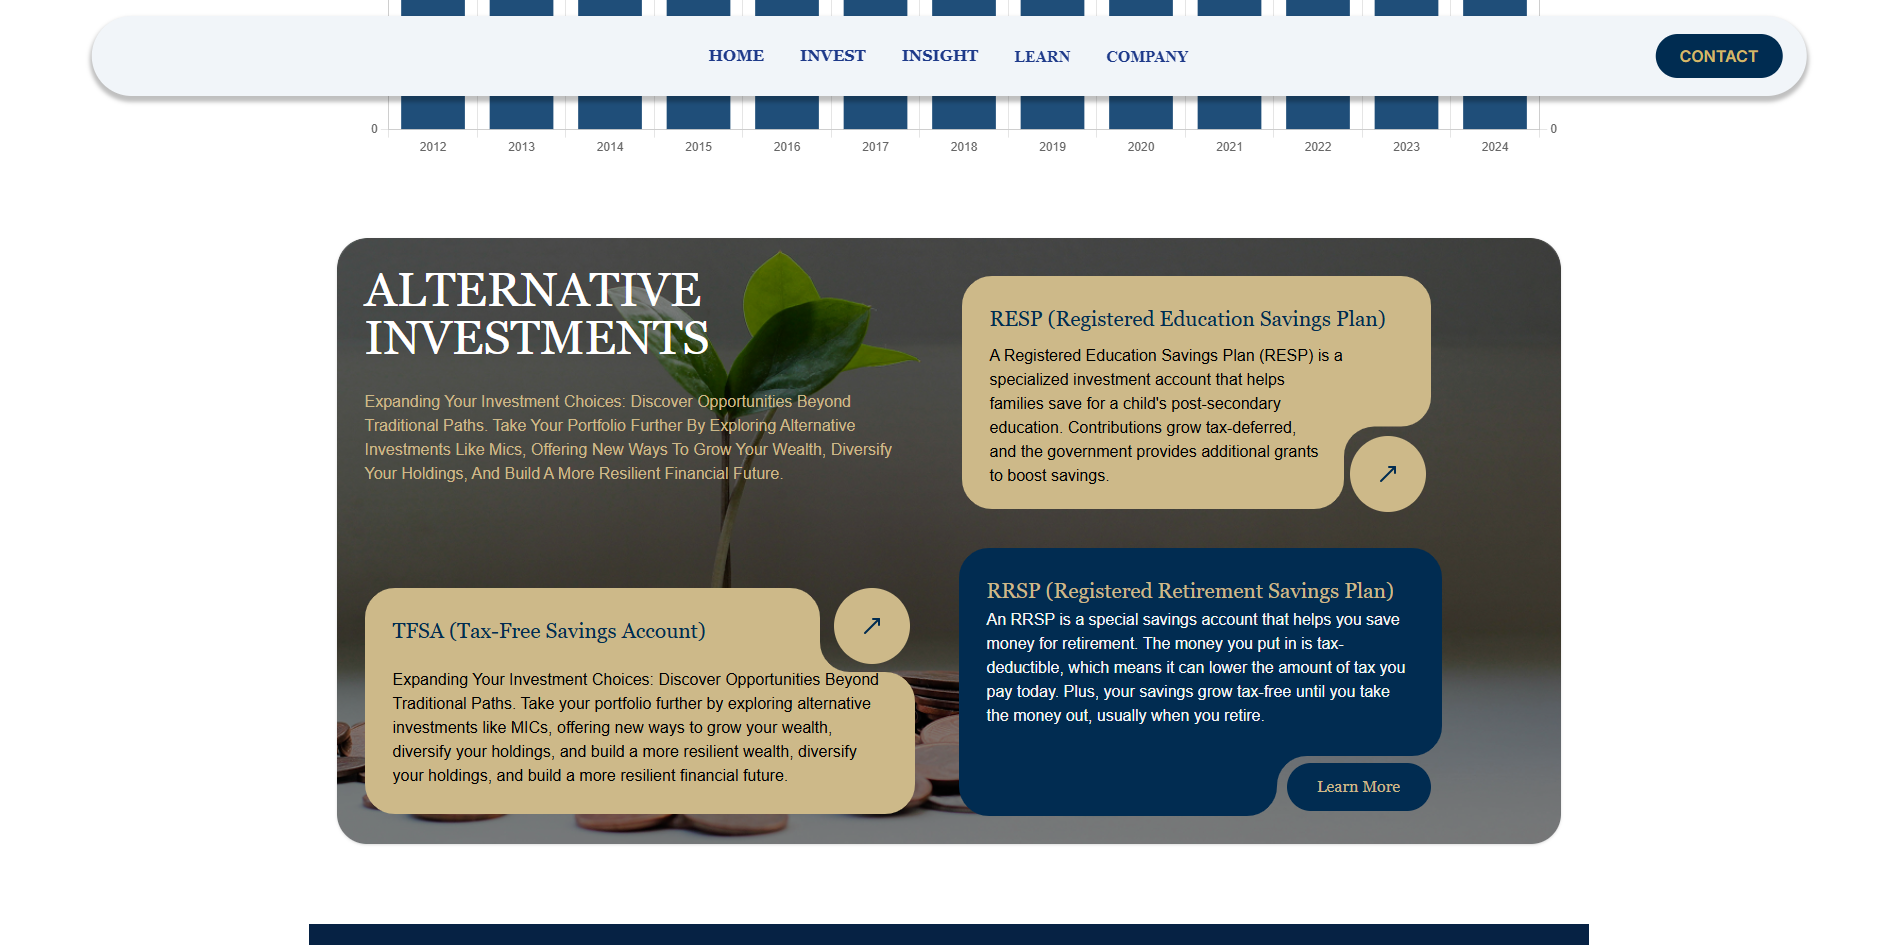 HOME INVEST INSIGHT LEARN COMPANY CONTACT
0 0
2012 2013 2014 2015 2016 2017 2018 2019 2020 2021 2022 2023 2024
ALTERNATIVE
INVESTMENTS
Expanding Your Investment Choices: Discover Opportunities Beyond
Traditional Paths. Take Your Portfolio Further By Exploring Alternative
Investments Like Mics, Offering New Ways To Grow Your Wealth, Diversify
Your Holdings, And Build A More Resilient Financial Future.
TFSA (Tax-Free Savings Account)
Expanding Your Investment Choices: Discover Opportunities Beyond
Traditional Paths. Take your portfolio further by exploring alternative
investments like MICs, offering new ways to grow your wealth,
diversify your holdings, and build a more resilient wealth, diversify
your holdings, and build a more resilient financial future.
RESP (Registered Education Savings Plan)
A Registered Education Savings Plan (RESP) is a
specialized investment account that helps
families save for a child's post-secondary
education. Contributions grow tax-deferred,
and the government provides additional grants
to boost savings.
RRSP (Registered Retirement Savings Plan)
An RRSP is a special savings account that helps you save
money for retirement. The money you put in is tax-
deductible, which means it can lower the amount of tax you
pay today. Plus, your savings grow tax-free until you take
the money out, usually when you retire.
Learn More